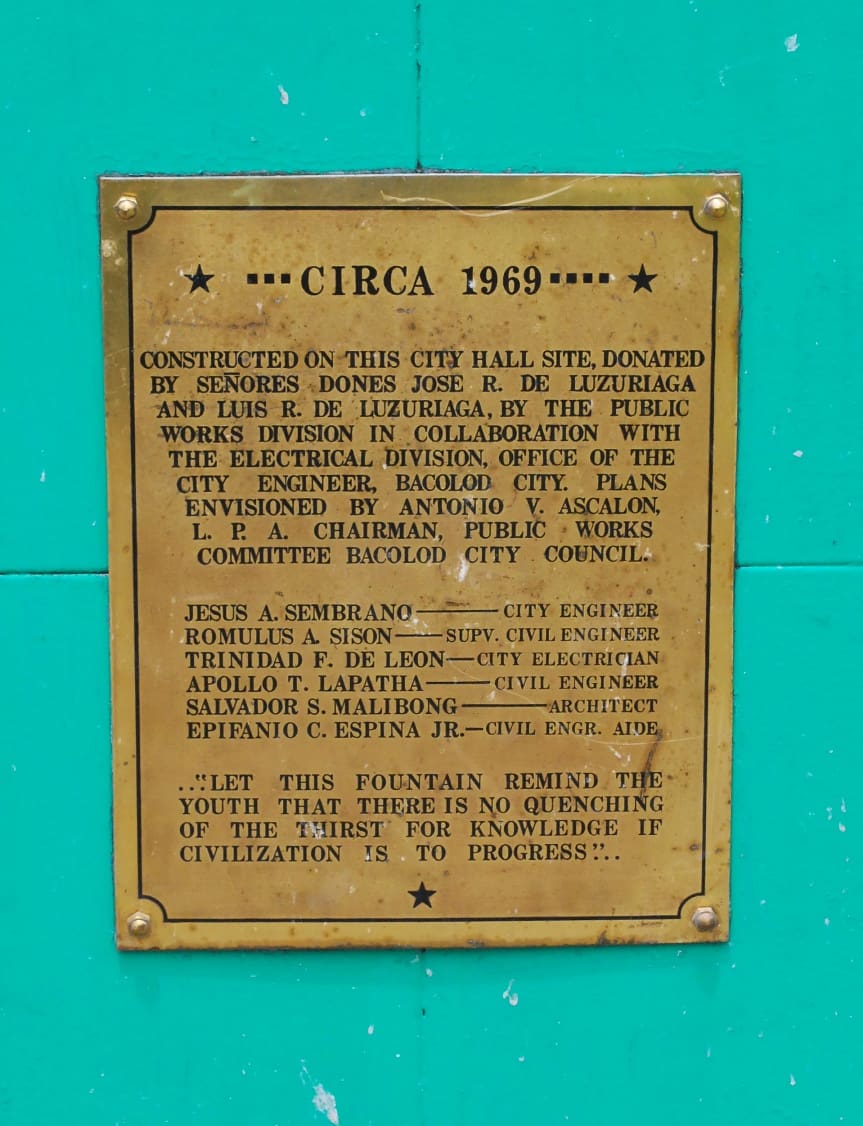 ★ ▪▪▪CIRCA 1969▪▪▪▪ ★
CONSTRUCTED ON THIS CITY HALL SITE, DONATED
BY SEÑORES DONES JOSE R. DE LUZURIAGA
AND LUIS R. DE LUZURIAGA, BY THE PUBLIC
WORKS DIVISION IN COLLABORATION WITH
THE ELECTRICAL DIVISION, OFFICE OF THE
CITY ENGINEER, BACOLOD CITY. PLANS
ENVISIONED BY ANTONIO V. ASCALON,
L. P. A. CHAIRMAN, PUBLIC WORKS
COMMITTEE BACOLOD CITY COUNCIL.
JESUS A. SEMBRANO—CITY ENGINEER
ROMULUS A. SISON—SUPV. CIVIL ENGINEER
TRINIDAD F. DE LEON—CITY ELECTRICIAN
APOLLO T. LAPATHA—CIVIL ENGINEER
SALVADOR S. MALIBONG—ARCHITECT
EPIFANIO C. ESPINA JR.—CIVIL ENGR. AIDE
..“LET THIS FOUNTAIN REMIND THE
YOUTH THAT THERE IS NO QUENCHING
OF THE THIRST FOR KNOWLEDGE IF
CIVILIZATION IS TO PROGRESS”..
★